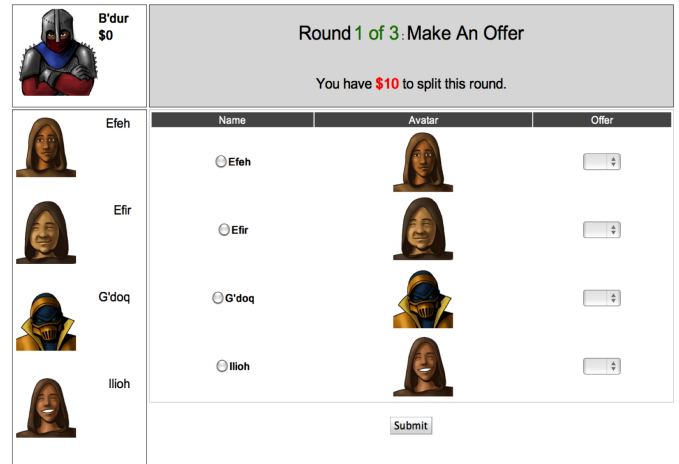 B'dur
$0
Round 1 of 3: Make An Offer
You have $10 to split this round.
Efeh
Efir
G'doq
Ilioh
Name Avatar Offer
Efeh
Efir
G'doq
Ilioh
Submit